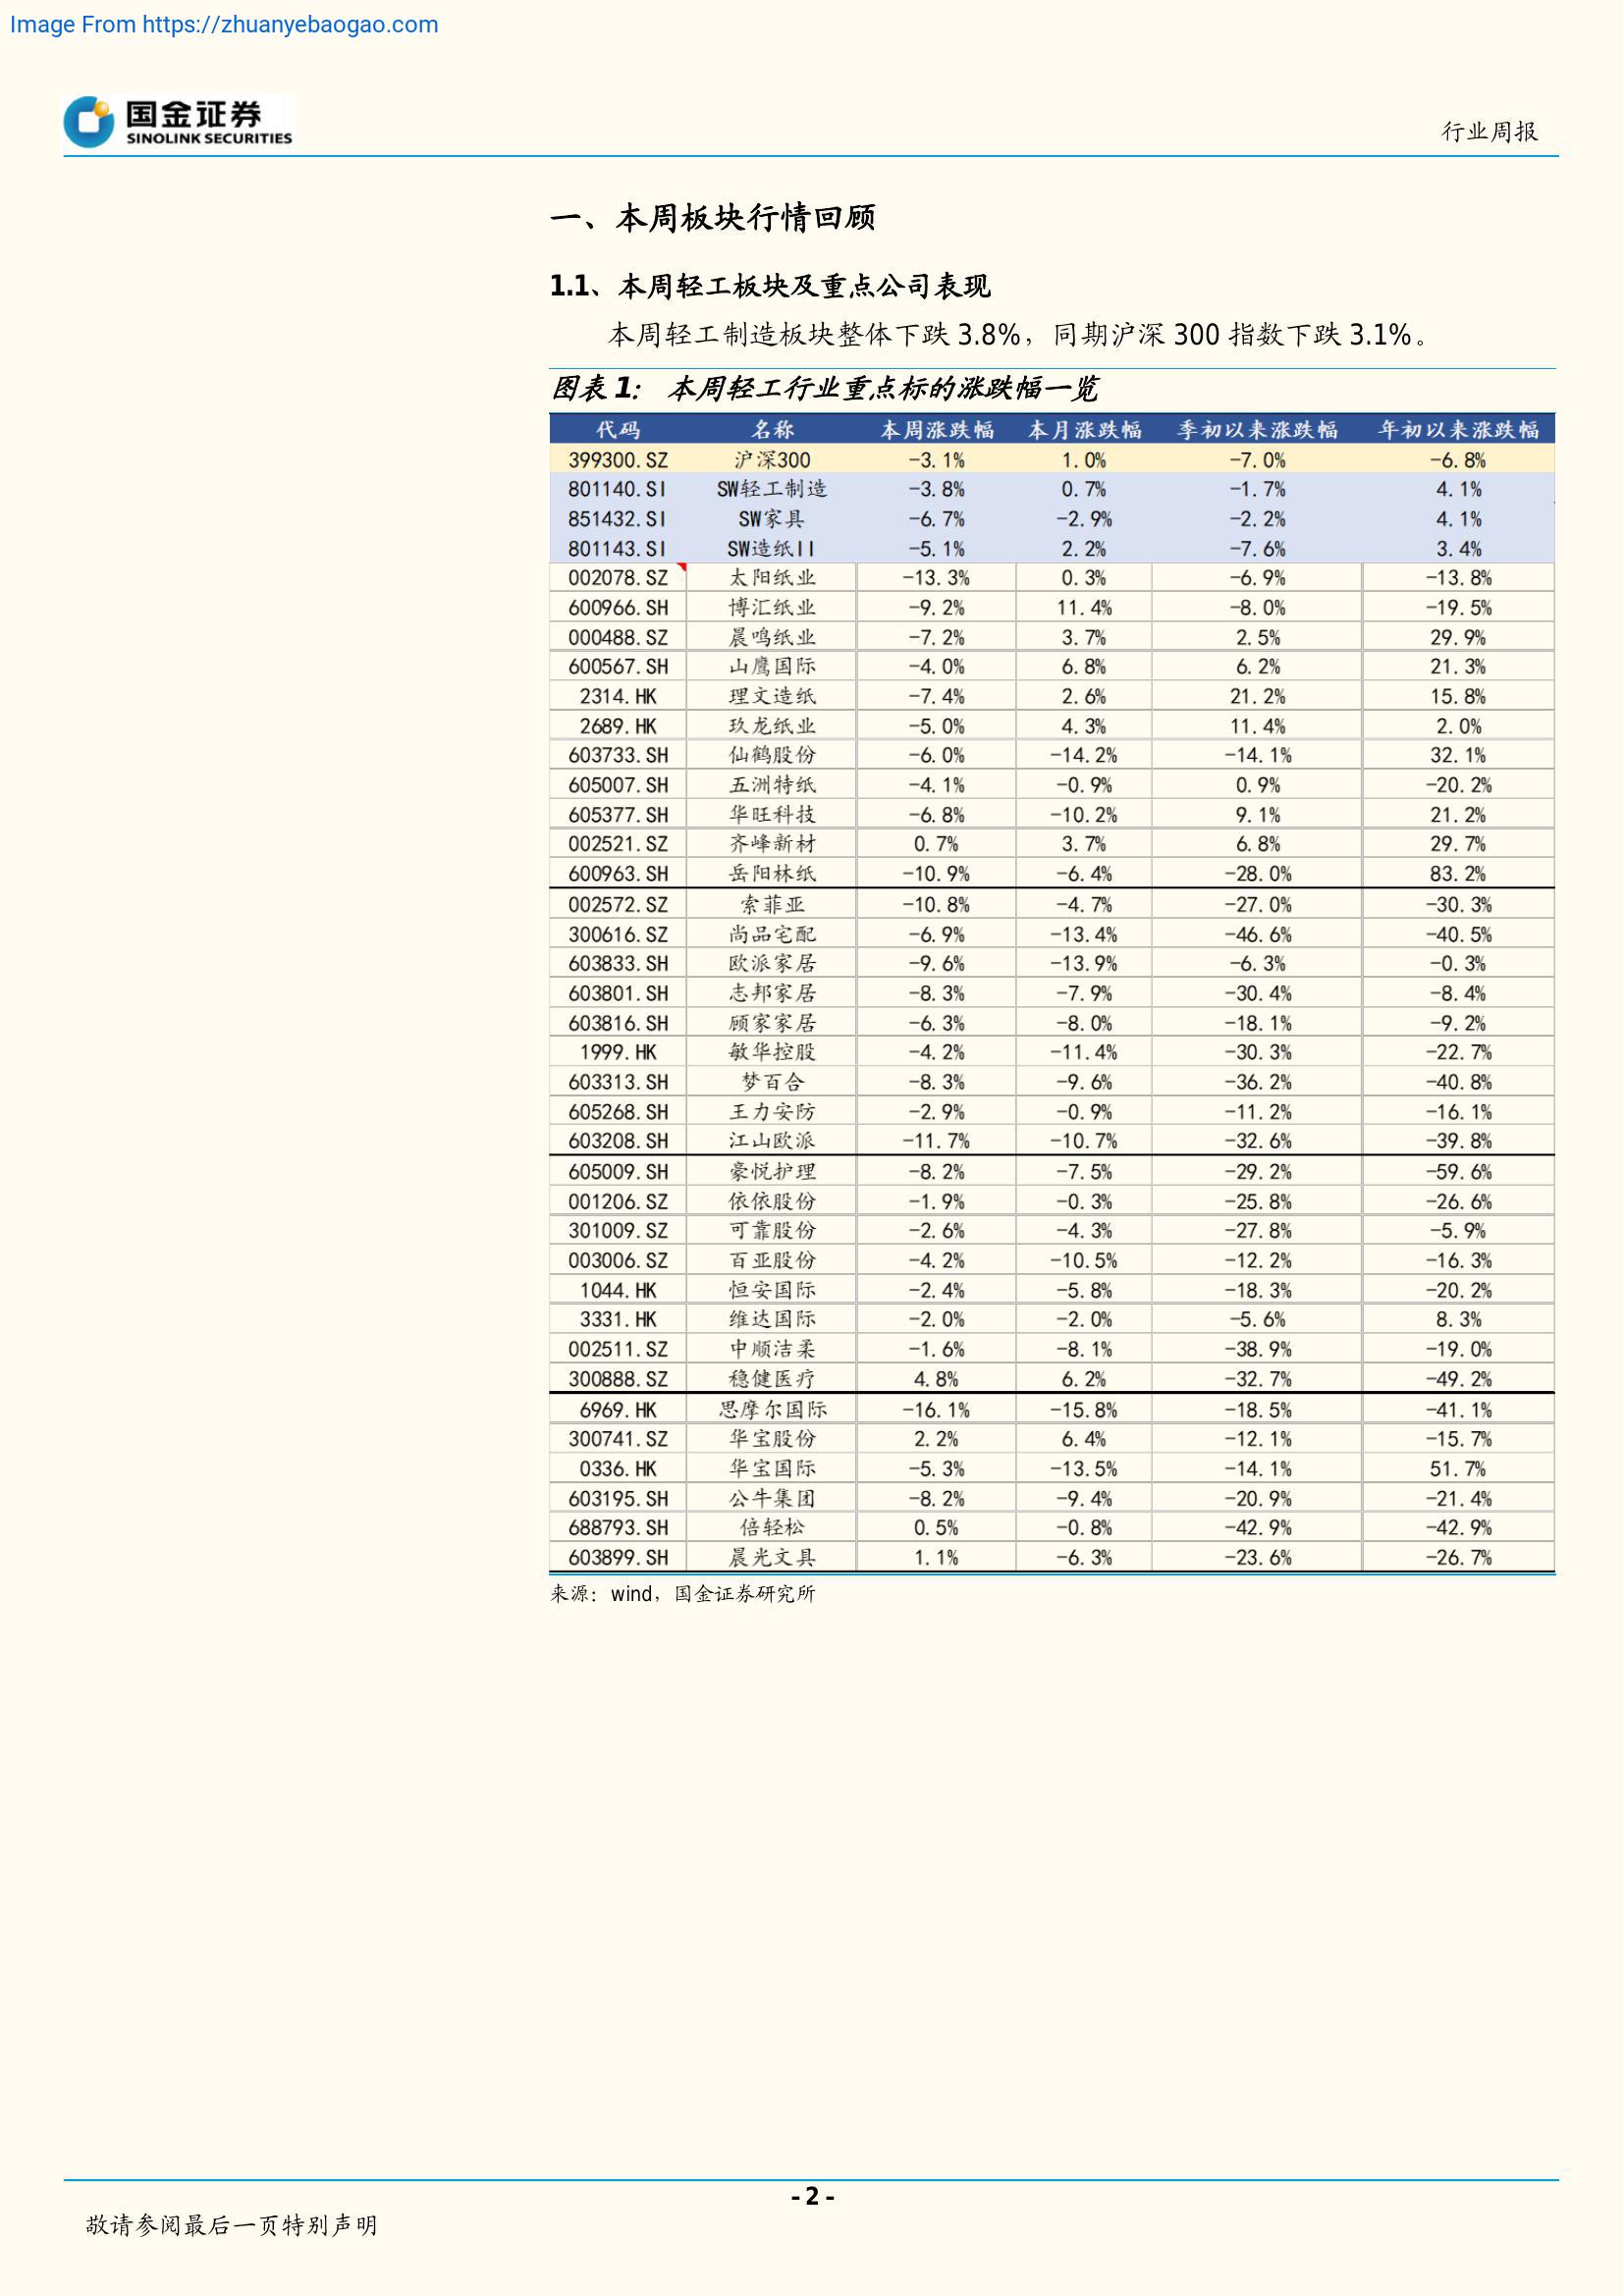 Image From https://zhuanyebaogao.com
国金证券
SINOLINK SECURITIES
行业周报
一、本周板块行情回顾
1.1、本周轻工板块及重点公司表现
本周轻工制造板块整体下跌 3.8%，同期沪深 300 指数下跌 3.1%。
图表 1： 本周轻工行业重点标的涨跌幅一览
代码 名称 本周涨跌幅 本月涨跌幅 季初以来涨跌幅 年初以来涨跌幅
399300.SZ 沪深300 -3.1% 1.0% -7.0% -6.8%
801140.SI SW轻工制造 -3.8% 0.7% -1.7% 4.1%
851432.SI SW家具 -6.7% -2.9% -2.2% 4.1%
801143.SI SW造纸II -5.1% 2.2% -7.6% 3.4%
002078.SZ 太阳纸业 -13.3% 0.3% -6.9% -13.8%
600966.SH 博汇纸业 -9.2% 11.4% -8.0% -19.5%
000488.SZ 晨鸣纸业 -7.2% 3.7% 2.5% 29.9%
600567.SH 山鹰国际 -4.0% 6.8% 6.2% 21.3%
2314.HK 理文造纸 -7.4% 2.6% 21.2% 15.8%
2689.HK 玖龙纸业 -5.0% 4.3% 11.4% 2.0%
603733.SH 仙鹤股份 -6.0% -14.2% -14.1% 32.1%
605007.SH 五洲特纸 -4.1% -0.9% 0.9% -20.2%
605377.SH 华旺科技 -6.8% -10.2% 9.1% 21.2%
002521.SZ 齐峰新材 0.7% 3.7% 6.8% 29.7%
600963.SH 岳阳林纸 -10.9% -6.4% -28.0% 83.2%
002572.SZ 索菲亚 -10.8% -4.7% -27.0% -30.3%
300616.SZ 尚品宅配 -6.9% -13.4% -46.6% -40.5%
603833.SH 欧派家居 -9.6% -13.9% -6.3% -0.3%
603801.SH 志邦家居 -8.3% -7.9% -30.4% -8.4%
603816.SH 顾家家居 -6.3% -8.0% -18.1% -9.2%
1999.HK 敏华控股 -4.2% -11.4% -30.3% -22.7%
603313.SH 梦百合 -8.3% -9.6% -36.2% -40.8%
605268.SH 王力安防 -2.9% -0.9% -11.2% -16.1%
603208.SH 江山欧派 -11.7% -10.7% -32.6% -39.8%
605009.SH 豪悦护理 -8.2% -7.5% -29.2% -59.6%
001206.SZ 依依股份 -1.9% -0.3% -25.8% -26.6%
301009.SZ 可靠股份 -2.6% -4.3% -27.8% -5.9%
003006.SZ 百亚股份 -4.2% -10.5% -12.2% -16.3%
1044.HK 恒安国际 -2.4% -5.8% -18.3% -20.2%
3331.HK 维达国际 -2.0% -2.0% -5.6% 8.3%
002511.SZ 中顺洁柔 -1.6% -8.1% -38.9% -19.0%
300888.SZ 稳健医疗 4.8% 6.2% -32.7% -49.2%
6969.HK 思摩尔国际 -16.1% -15.8% -18.5% -41.1%
300741.SZ 华宝股份 2.2% 6.4% -12.1% -15.7%
0336.HK 华宝国际 -5.3% -13.5% -14.1% 51.7%
603195.SH 公牛集团 -8.2% -9.4% -20.9% -21.4%
688793.SH 倍轻松 0.5% -0.8% -42.9% -42.9%
603899.SH 晨光文具 1.1% -6.3% -23.6% -26.7%
来源：wind，国金证券研究所
- 2 -
敬请参阅最后一页特别声明